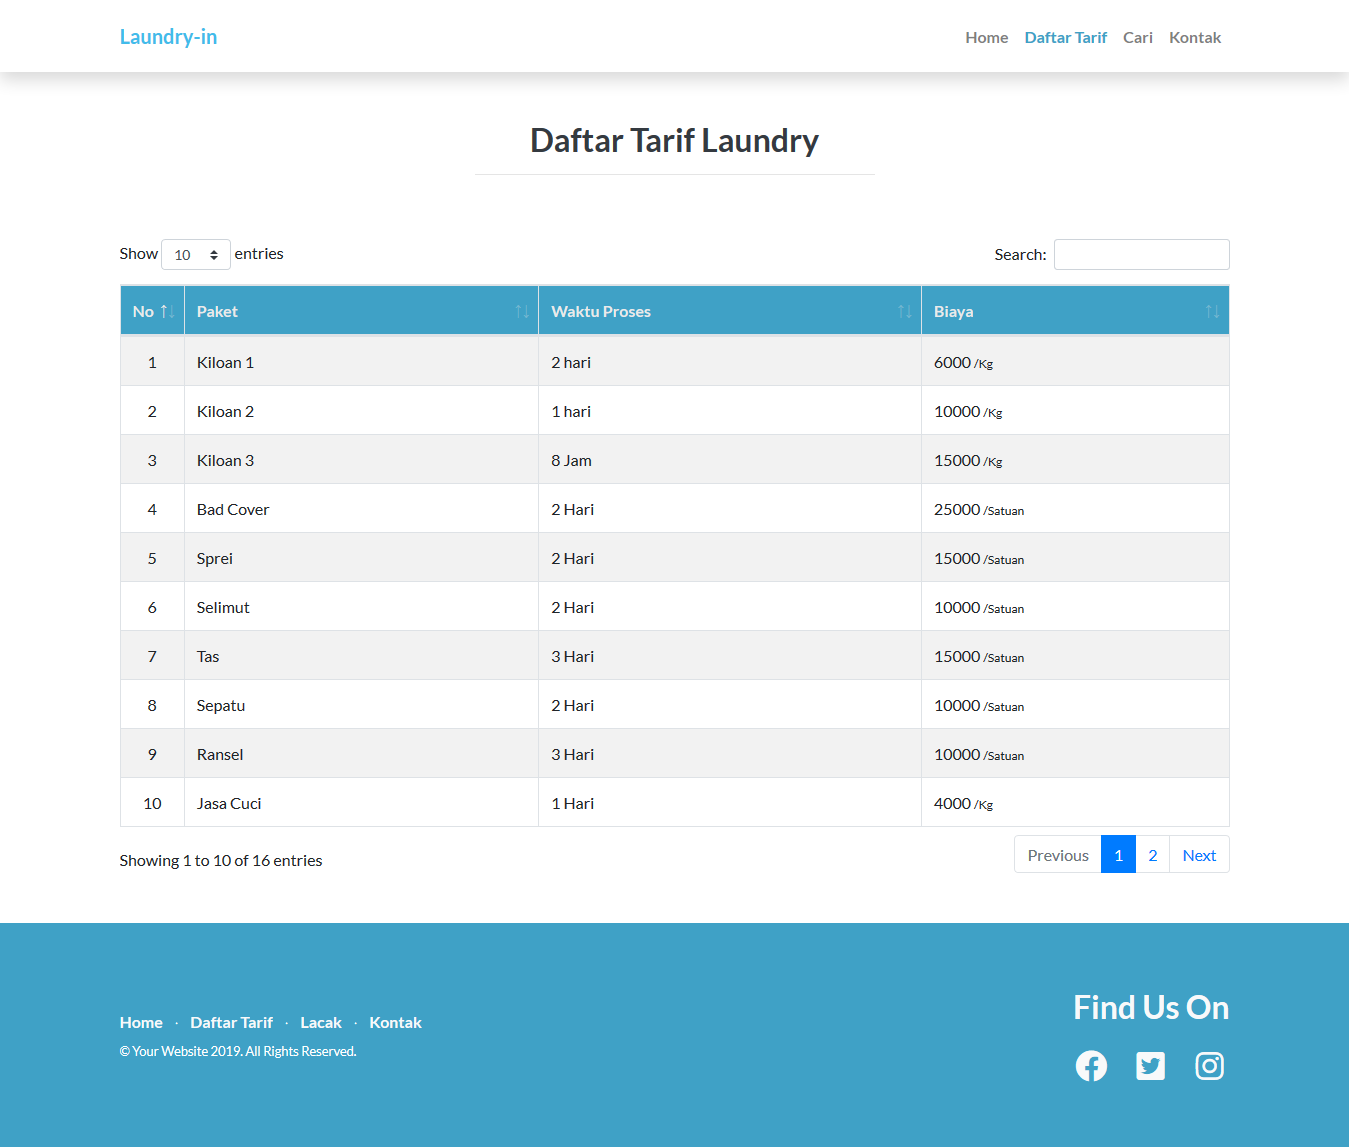 Laundry-in Home Daftar Tarif Cari Kontak
Daftar Tarif Laundry
Show 10 entries Search:
No Paket Waktu Proses Biaya
1 Kiloan 1 2 hari 6000 /Kg
2 Kiloan 2 1 hari 10000 /Kg
3 Kiloan 3 8 Jam 15000 /Kg
4 Bad Cover 2 Hari 25000 /Satuan
5 Sprei 2 Hari 15000 /Satuan
6 Selimut 2 Hari 10000 /Satuan
7 Tas 3 Hari 15000 /Satuan
8 Sepatu 2 Hari 10000 /Satuan
9 Ransel 3 Hari 10000 /Satuan
10 Jasa Cuci 1 Hari 4000 /Kg
Showing 1 to 10 of 16 entries Previous 1 2 Next
Find Us On
Home · Daftar Tarif · Lacak · Kontak
© Your Website 2019. All Rights Reserved.